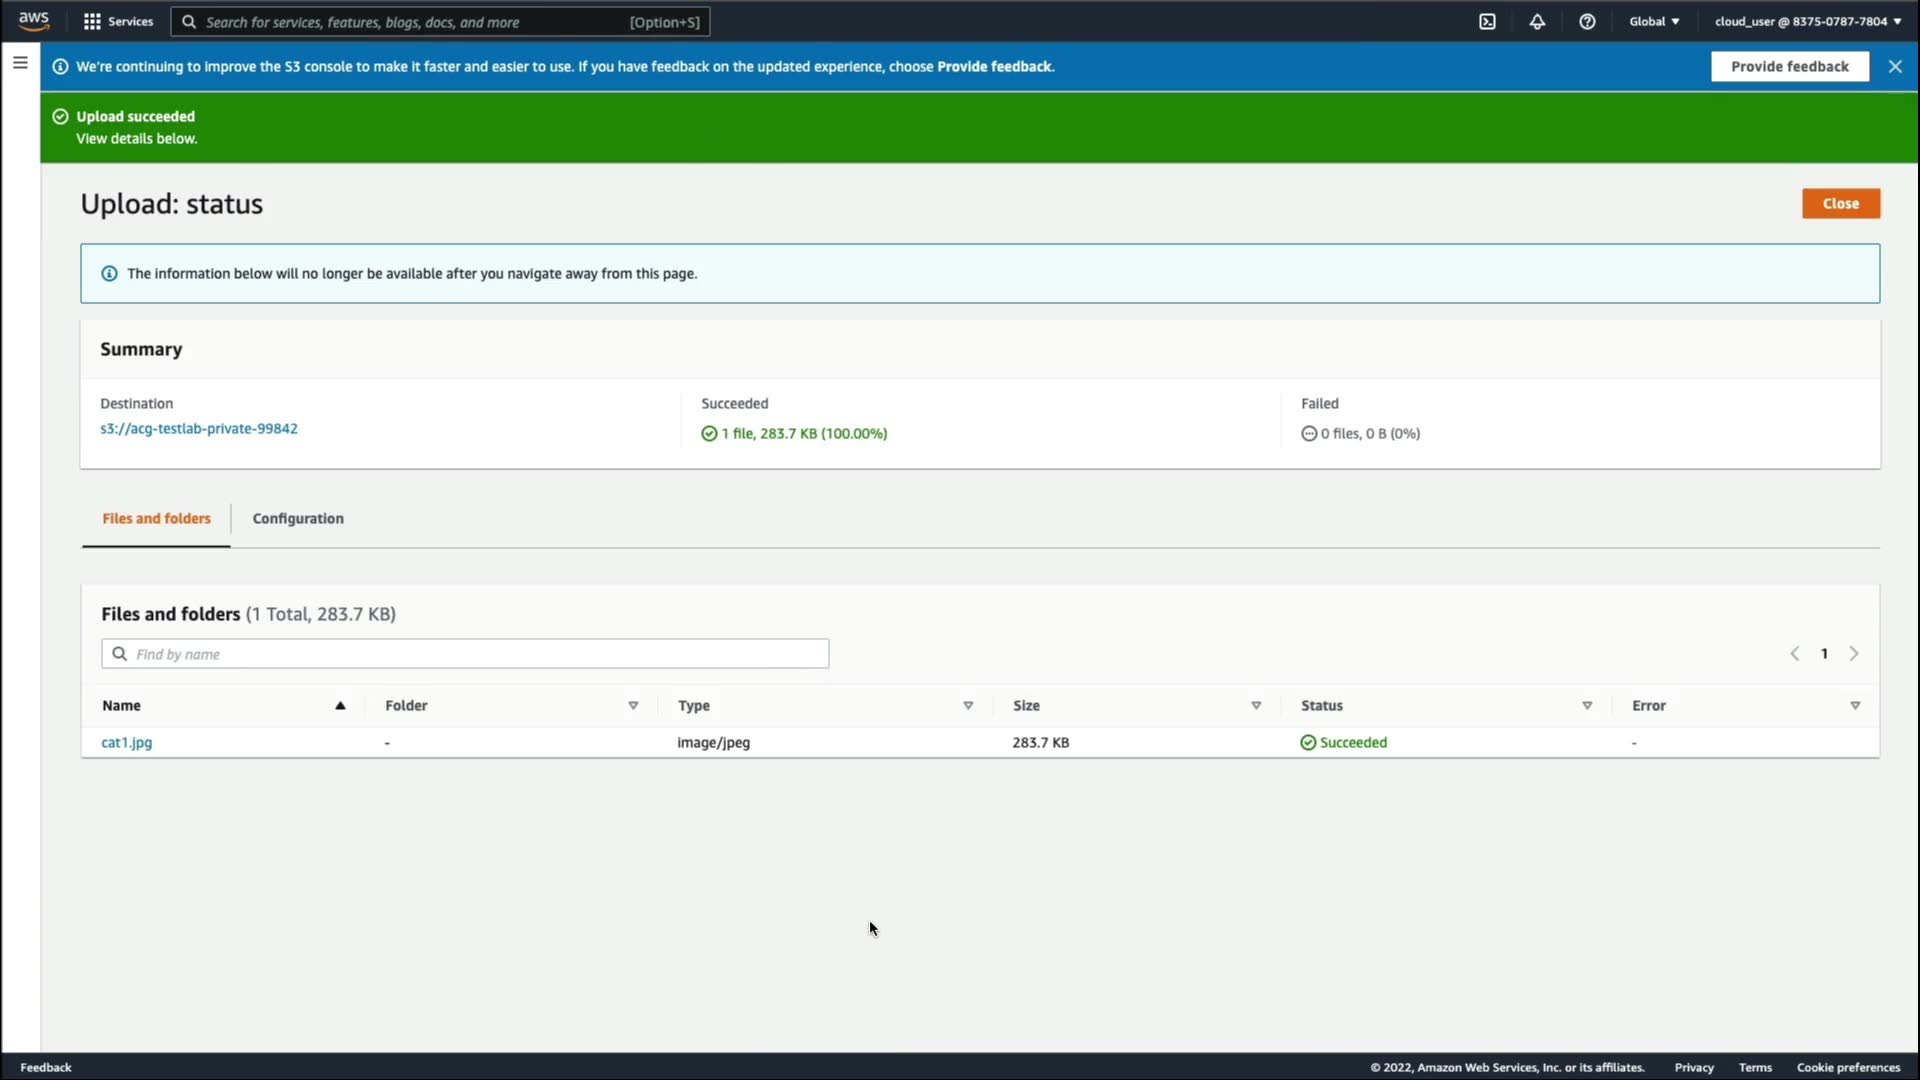 aws
Services
Search for services, features, blogs, docs, and more
[Option+S]
Global
cloud_user @ 8375-0787-7804
We're continuing to improve the S3 console to make it faster and easier to use. If you have feedback on the updated experience, choose Provide feedback.
Provide feedback
Upload succeeded
View details below.
Upload: status
Close
The information below will no longer be available after you navigate away from this page.
Summary
Destination
s3://acg-testlab-private-99842
Succeeded
1 file, 283.7 KB (100.00%)
Failed
0 files, 0 B (0%)
Files and folders
Configuration
Files and folders (1 Total, 283.7 KB)
Find by name
1
Name Folder Type Size Status Error
cat1.jpg - image/jpeg 283.7 KB Succeeded -
Feedback
© 2022, Amazon Web Services, Inc. or its affiliates. Privacy Terms Cookie preferences